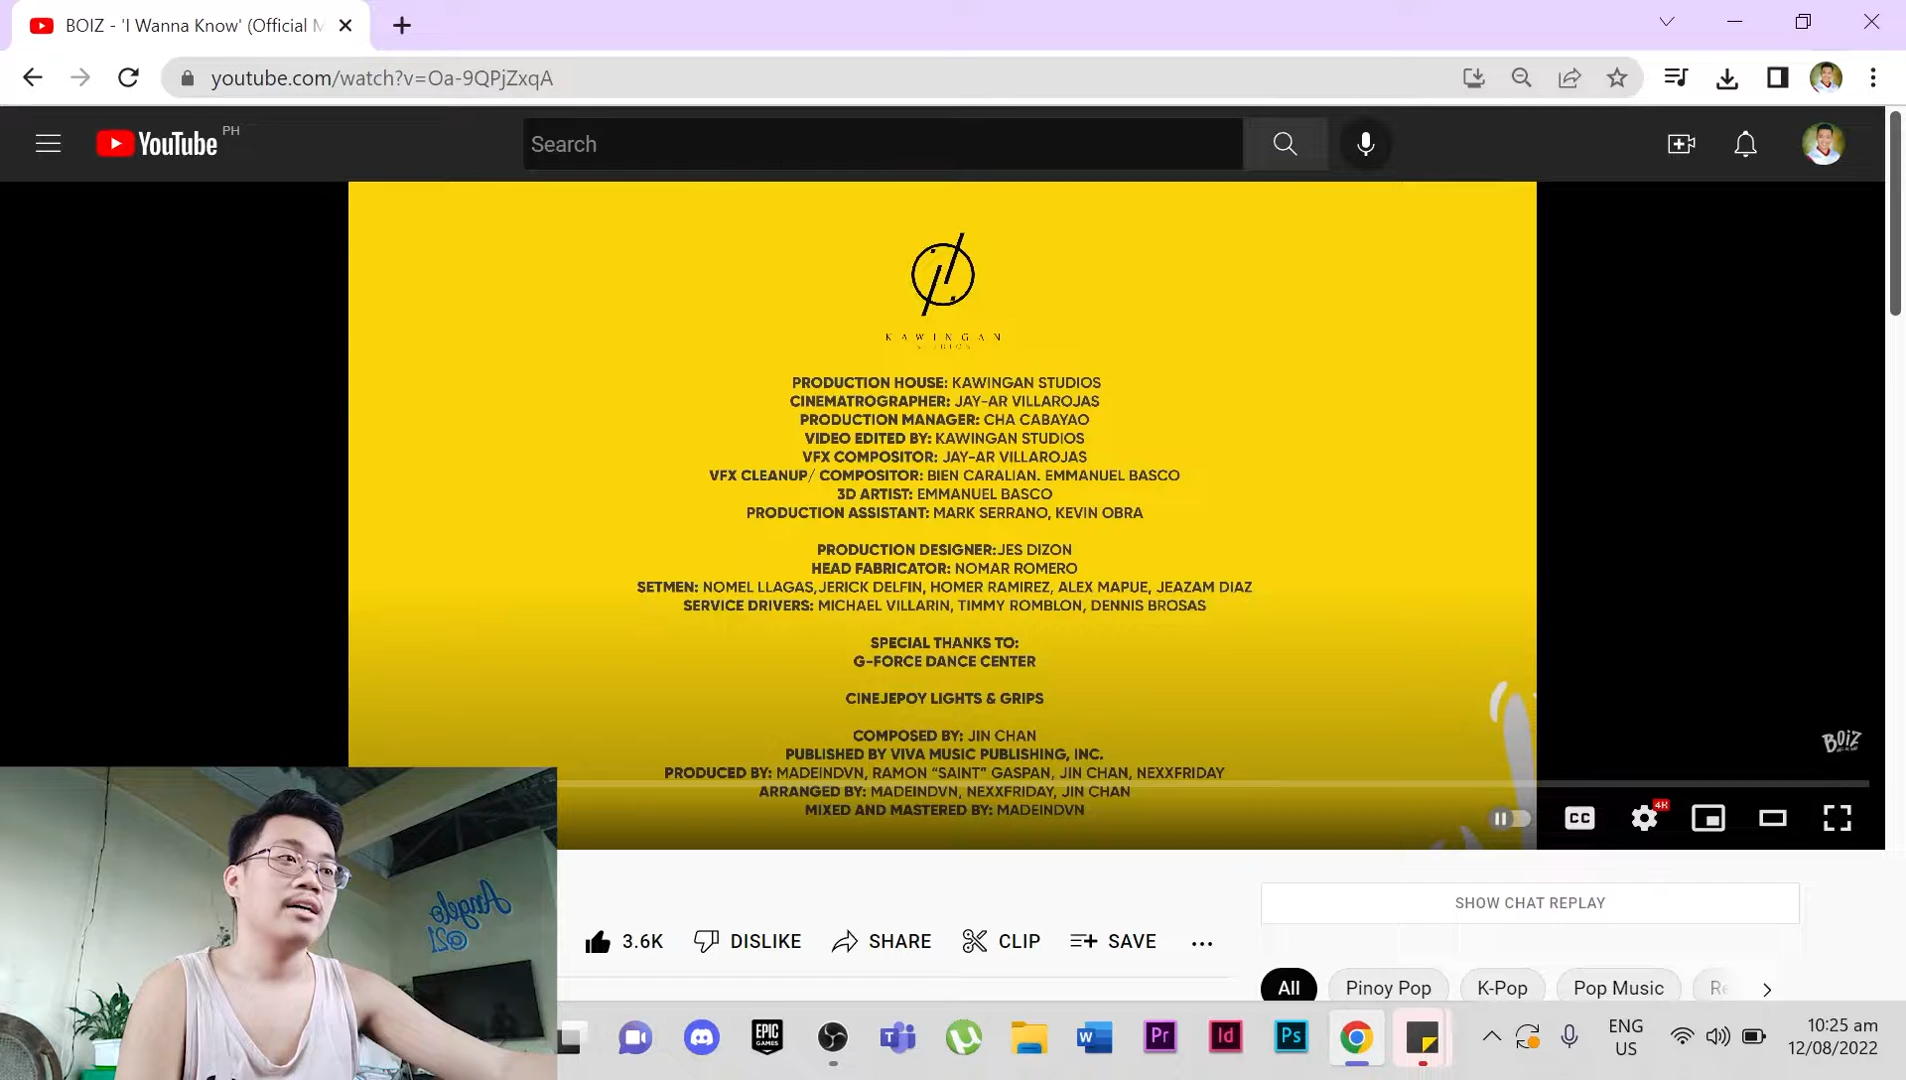 BOIZ - 'I Wanna Know' (Official M
youtube.com/watch?v=Oa-9QPjZxqA
YouTube PH
Search
KAWINGAN
STUDIOS
PRODUCTION HOUSE: KAWINGAN STUDIOS
CINEMATROGRAPHER: JAY-AR VILLAROJAS
PRODUCTION MANAGER: CHA CABAYAO
VIDEO EDITED BY: KAWINGAN STUDIOS
VFX COMPOSITOR: JAY-AR VILLAROJAS
VFX CLEANUP/ COMPOSITOR: BIEN CARALIAN. EMMANUEL BASCO
3D ARTIST: EMMANUEL BASCO
PRODUCTION ASSISTANT: MARK SERRANO, KEVIN OBRA
PRODUCTION DESIGNER:JES DIZON
HEAD FABRICATOR: NOMAR ROMERO
SETMEN: NOMEL LLAGAS,JERICK DELFIN, HOMER RAMIREZ, ALEX MAPUE, JEAZAM DIAZ
SERVICE DRIVERS: MICHAEL VILLARIN, TIMMY ROMBLON, DENNIS BROSAS
SPECIAL THANKS TO:
G-FORCE DANCE CENTER
CINEJEPOY LIGHTS & GRIPS
COMPOSED BY: JIN CHAN
PUBLISHED BY VIVA MUSIC PUBLISHING, INC.
PRODUCED BY: MADEINDVN, RAMON "SAINT" GASPAN, JIN CHAN, NEXXFRIDAY
ARRANGED BY: MADEINDVN, NEXXFRIDAY, JIN CHAN
MIXED AND MASTERED BY: MADEINDVN
BOIZ
CC
4K
Angelo
@21
3.6K DISLIKE SHARE CLIP SAVE ...
SHOW CHAT REPLAY
All Pinoy Pop K-Pop Pop Music Re
EPIC GAMES
T
W
Pr
Id
Ps
ENG
US
10:25 am
12/08/2022